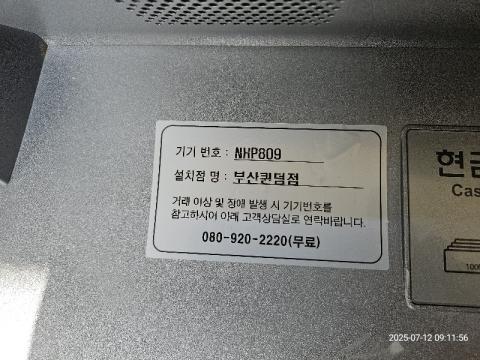 기기 번호 : NHP809
설치점 명 : 부산퀸덤점
거래 이상 및 장애 발생 시 기기번호를
참고하시어 아래 고객상담실로 연락바랍니다.
080-920-2220(무료)
현금
Cas
100
2025-07-12 09:11:56